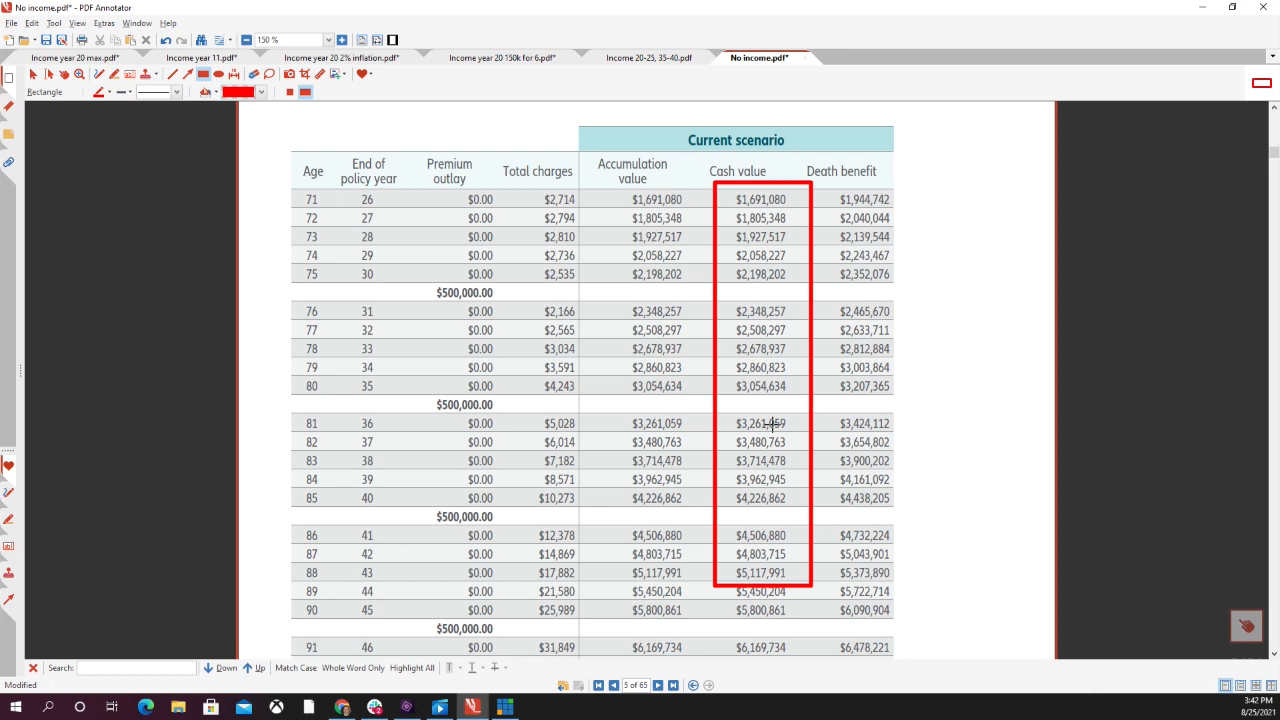 No income.pdf* - PDF Annotator
File Edit Tool View Extras Window Help
150 %
Income year 20 max.pdf* Income year 11.pdf* Income year 20 2% inflation.pdf* Income year 20 150k for 6.pdf* Income 20-25, 35-40.pdf No income.pdf*
Rectangle
Current scenario
Age End of policy year Premium outlay Total charges Accumulation value Cash value Death benefit
71 26 $0.00 $2,714 $1,691,080 $1,691,080 $1,944,742
72 27 $0.00 $2,794 $1,805,348 $1,805,348 $2,040,044
73 28 $0.00 $2,810 $1,927,517 $1,927,517 $2,139,544
74 29 $0.00 $2,736 $2,058,227 $2,058,227 $2,243,467
75 30 $0.00 $2,535 $2,198,202 $2,198,202 $2,352,076
$500,000.00
76 31 $0.00 $2,166 $2,348,257 $2,348,257 $2,465,670
77 32 $0.00 $2,565 $2,508,297 $2,508,297 $2,633,711
78 33 $0.00 $3,034 $2,678,937 $2,678,937 $2,812,884
79 34 $0.00 $3,591 $2,860,823 $2,860,823 $3,003,864
80 35 $0.00 $4,243 $3,054,634 $3,054,634 $3,207,365
$500,000.00
81 36 $0.00 $5,028 $3,261,059 $3,261,059 $3,424,112
82 37 $0.00 $6,014 $3,480,763 $3,480,763 $3,654,802
83 38 $0.00 $7,182 $3,714,478 $3,714,478 $3,900,202
84 39 $0.00 $8,571 $3,962,945 $3,962,945 $4,161,092
85 40 $0.00 $10,273 $4,226,862 $4,226,862 $4,438,205
$500,000.00
86 41 $0.00 $12,378 $4,506,880 $4,506,880 $4,732,224
87 42 $0.00 $14,869 $4,803,715 $4,803,715 $5,043,901
88 43 $0.00 $17,882 $5,117,991 $5,117,991 $5,373,890
89 44 $0.00 $21,580 $5,450,204 $5,450,204 $5,722,714
90 45 $0.00 $25,989 $5,800,861 $5,800,861 $6,090,904
$500,000.00
91 46 $0.00 $31,849 $6,169,734 $6,169,734 $6,478,221
Search: Down Up Match Case Whole Word Only Highlight All
Modified 5 of 65
3:42 PM
8/25/2021